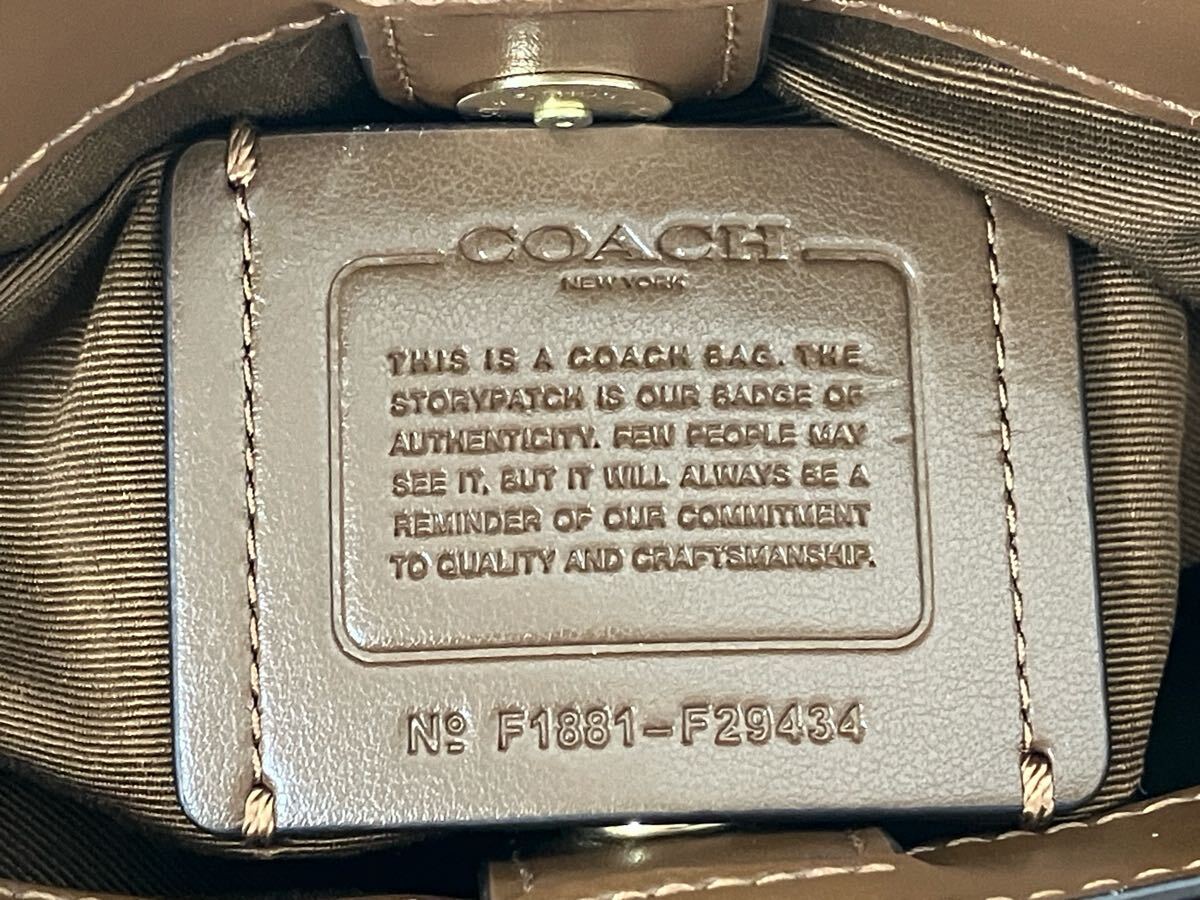 COACH
NEW YORK
THIS IS A COACH BAG. THE
STORYPATCH IS OUR BADGE OF
AUTHENTICITY. FEW PEOPLE MAY
SEE IT, BUT IT WILL ALWAYS BE A
REMINDER OF OUR COMMITMENT
TO QUALITY AND CRAFTSMANSHIP.
Nº F1881-F29434